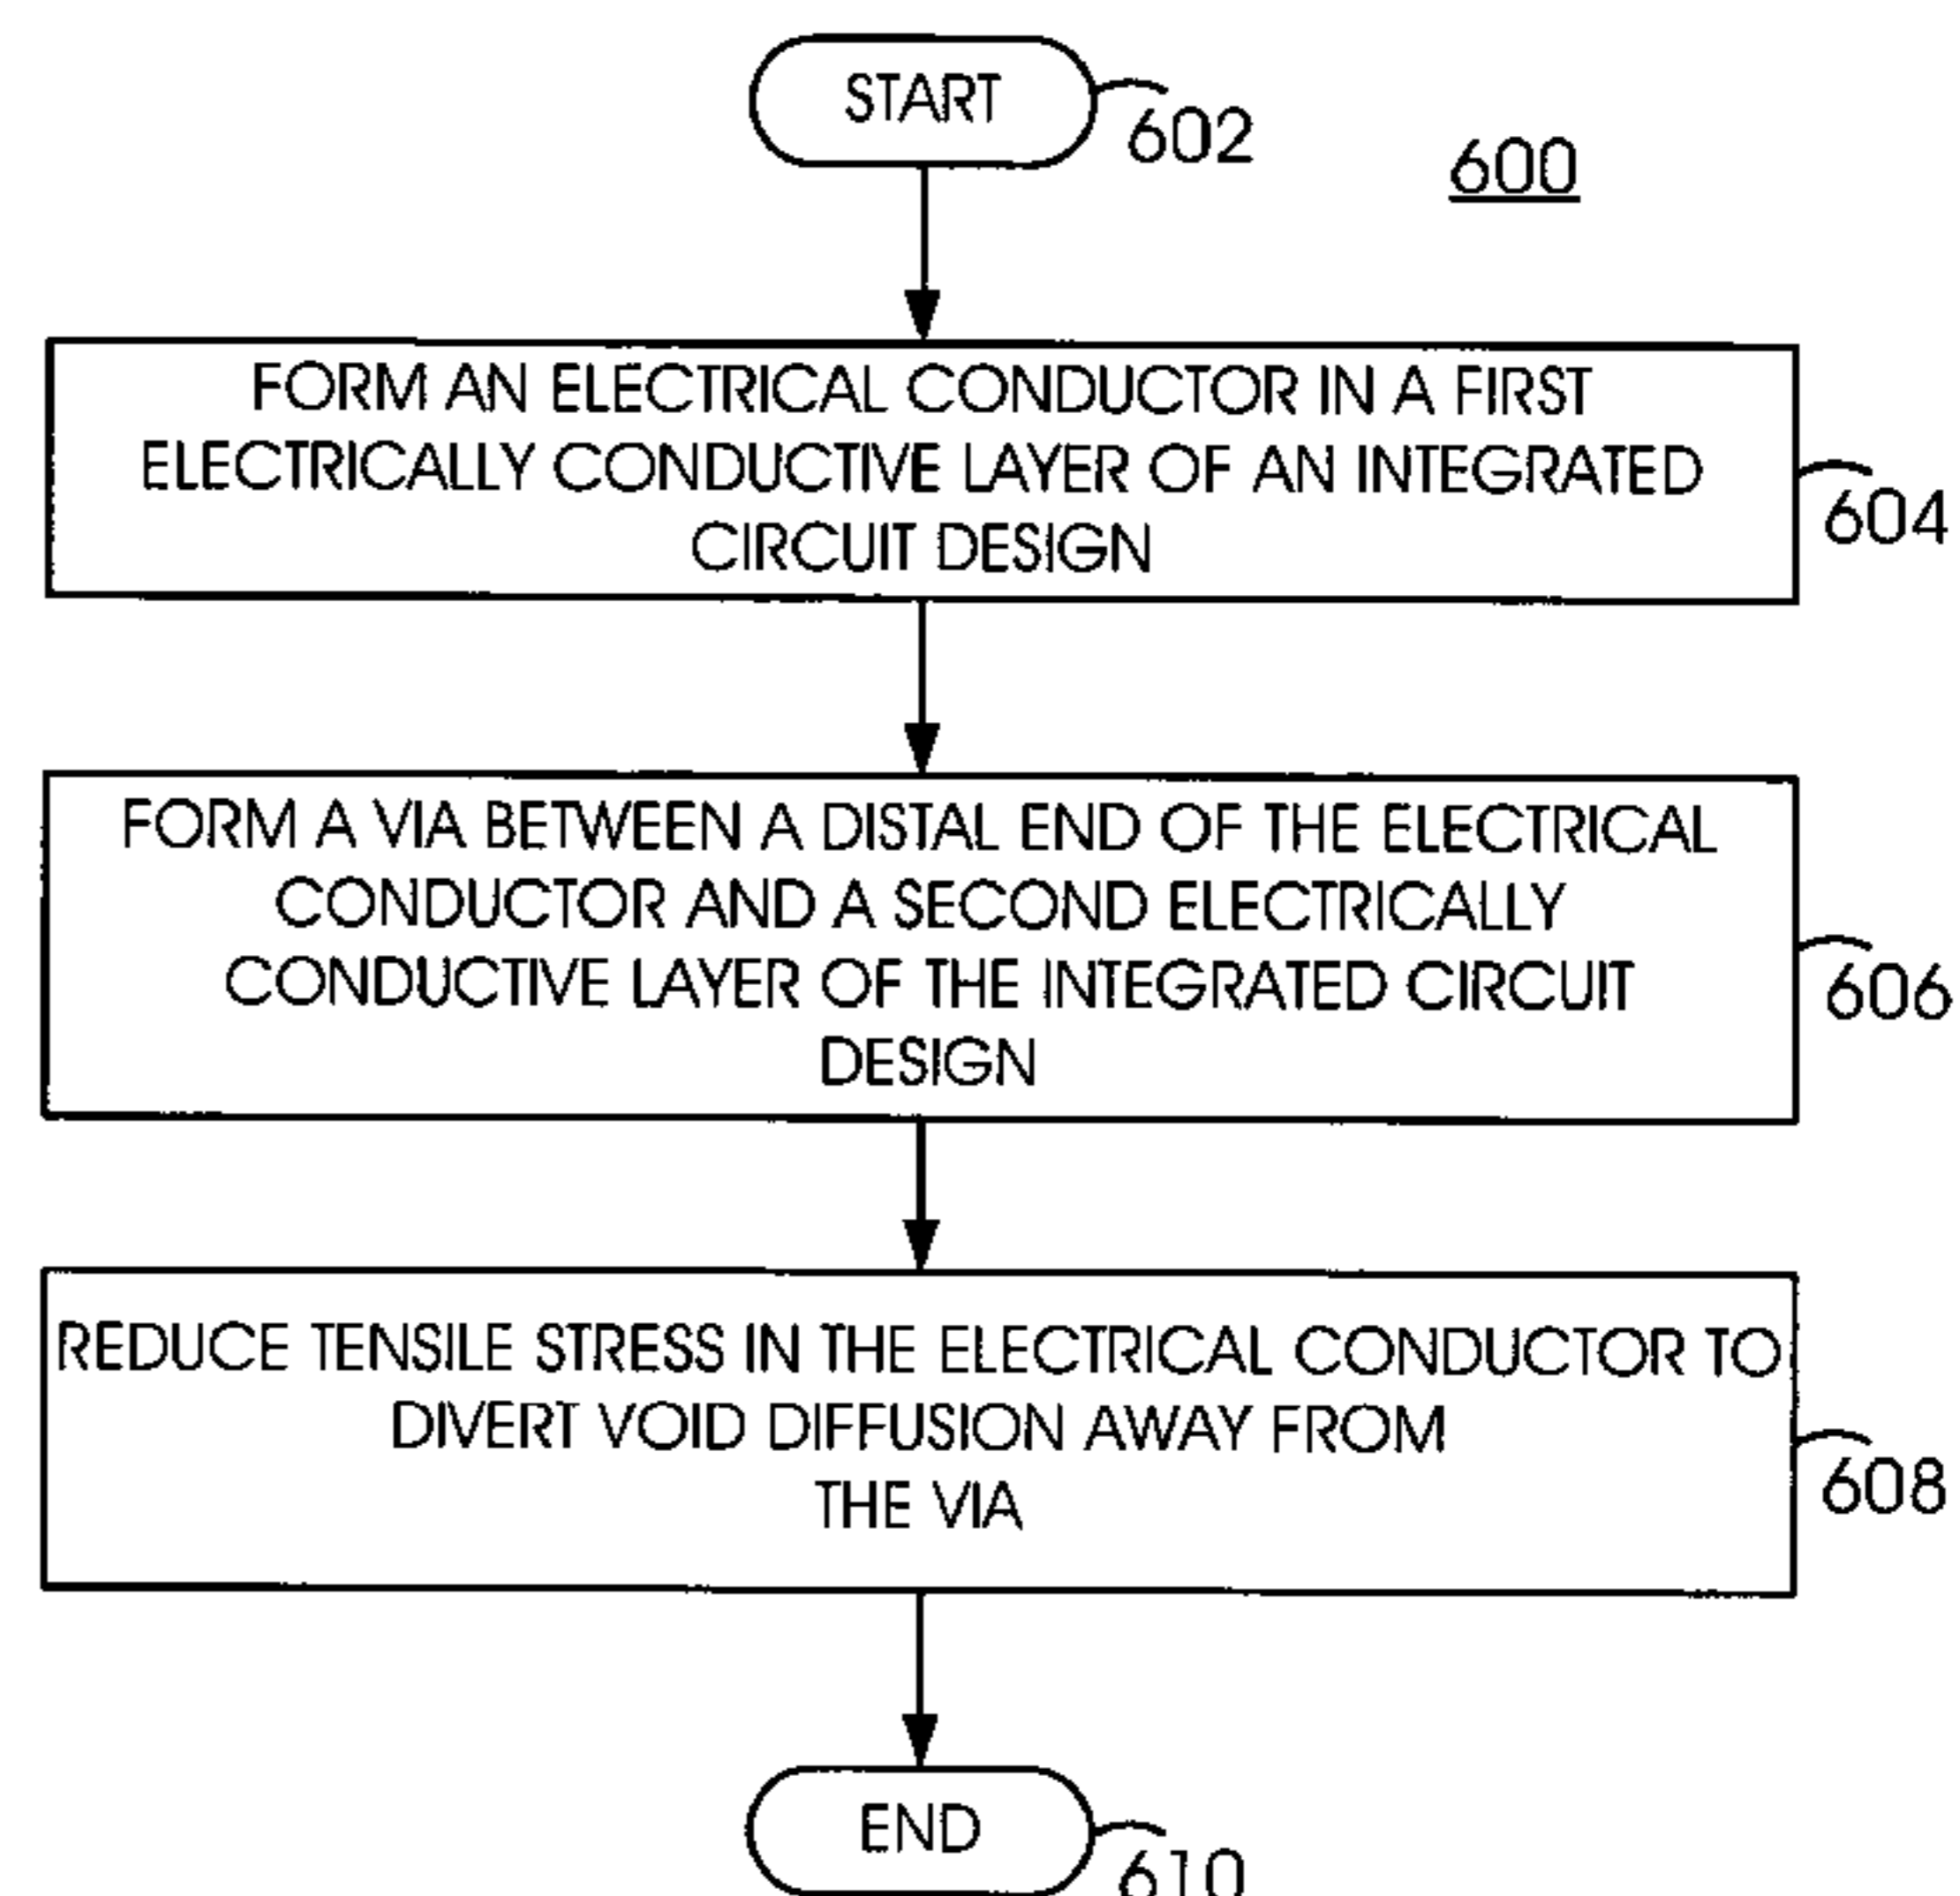 START
602
600
FORM AN ELECTRICAL CONDUCTOR IN A FIRST
ELECTRICALLY CONDUCTIVE LAYER OF AN INTEGRATED
CIRCUIT DESIGN
604
FORM A VIA BETWEEN A DISTAL END OF THE ELECTRICAL
CONDUCTOR AND A SECOND ELECTRICALLY
CONDUCTIVE LAYER OF THE INTEGRATED CIRCUIT
DESIGN
606
REDUCE TENSILE STRESS IN THE ELECTRICAL CONDUCTOR TO
DIVERT VOID DIFFUSION AWAY FROM
THE VIA
608
END
610